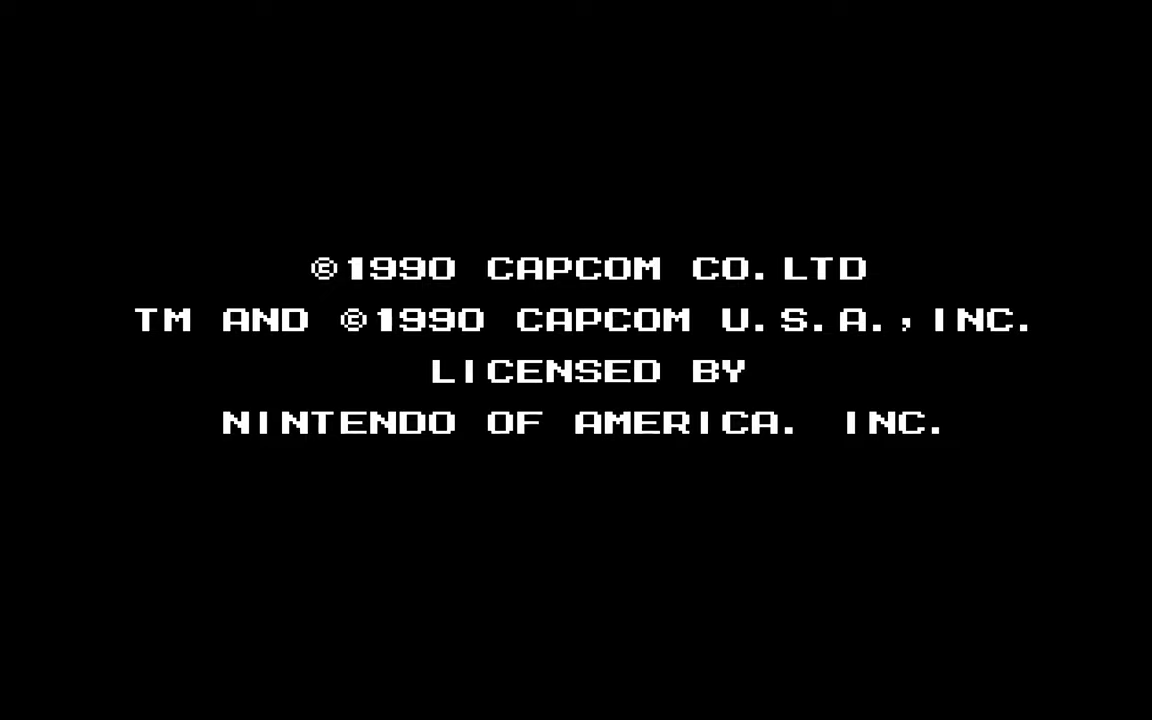 ©1990 CAPCOM CO.LTD
TM AND ©1990 CAPCOM U.S.A.,INC.
LICENSED BY
NINTENDO OF AMERICA. INC.